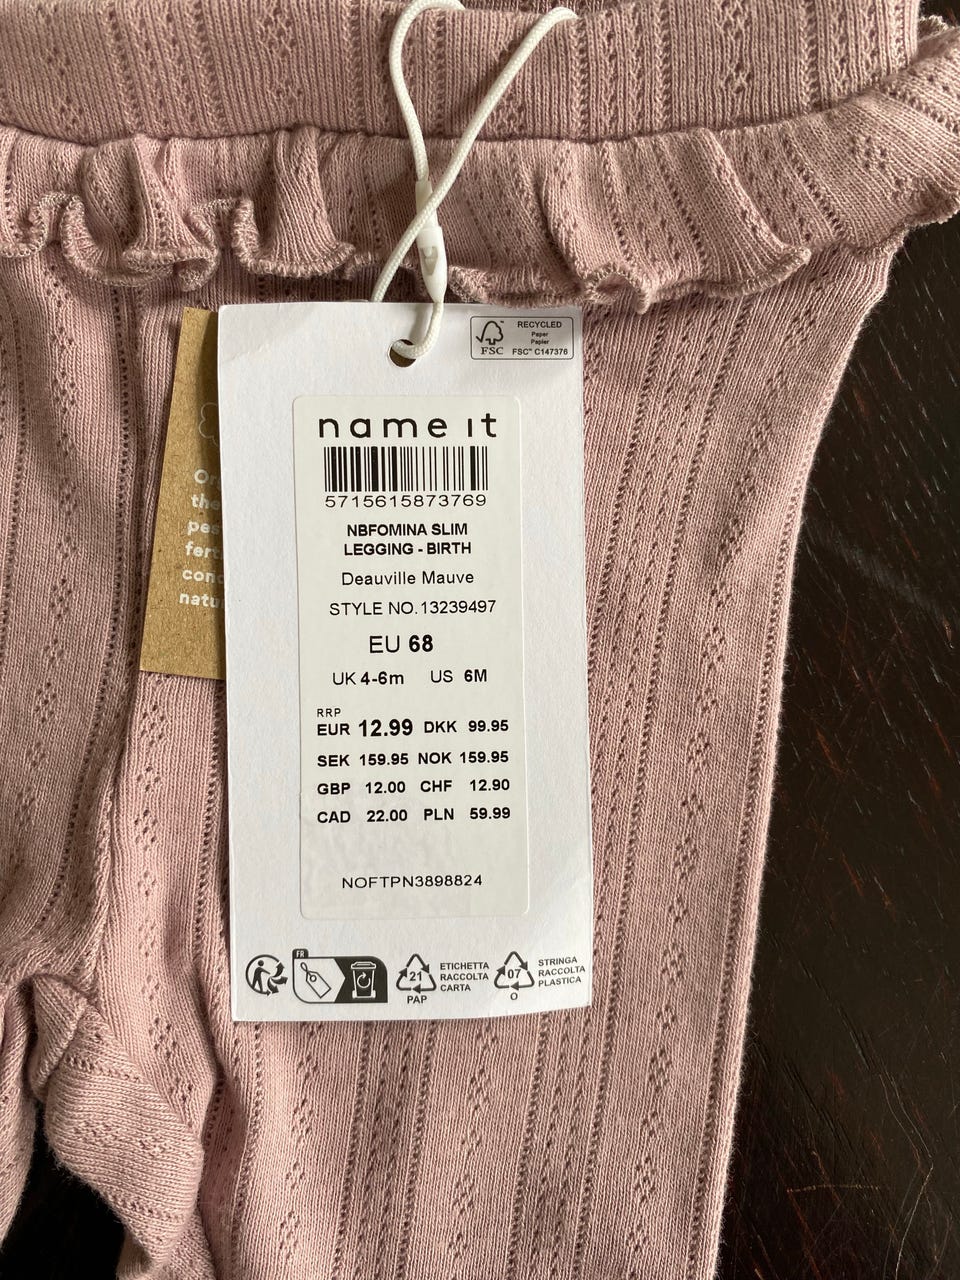 RECYCLED
Paper
Papier
FSC™ C147376
FSC
name it
5715615873769
NBFOMINA SLIM
LEGGING - BIRTH
Deauville Mauve
STYLE NO.13239497
EU 68
UK 4-6m US 6M
RRP
EUR 12.99 DKK 99.95
SEK 159.95 NOK 159.95
GBP 12.00 CHF 12.90
CAD 22.00 PLN 59.99
NOFTPN3898824
FR
21
PAP
ETICHETTA
RACCOLTA
CARTA
07
O
STRINGA
RACCOLTA
PLASTICA